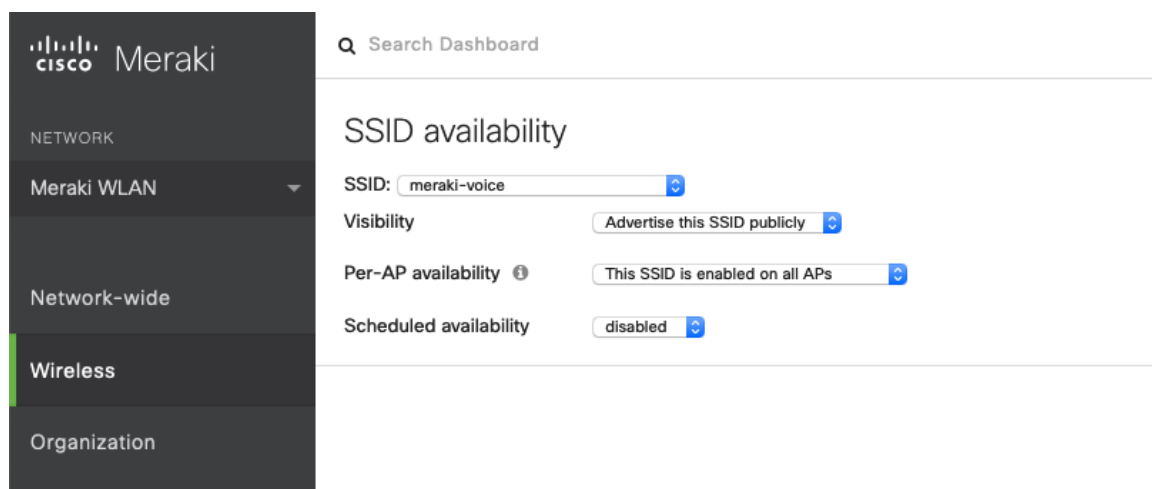 cisco Meraki
Search Dashboard
NETWORK
Meraki WLAN
Network-wide
Wireless
Organization
SSID availability
SSID: meraki-voice
Visibility Advertise this SSID publicly
Per-AP availability This SSID is enabled on all APs
Scheduled availability disabled